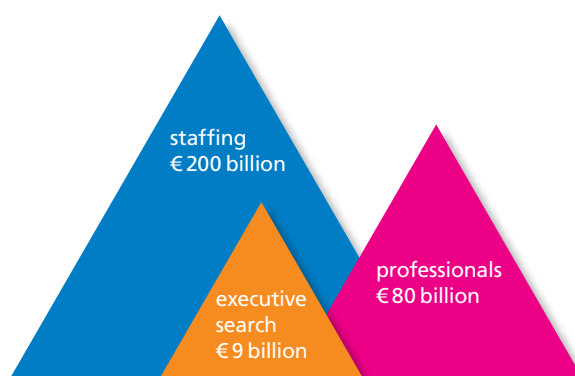 staffing
€ 200 billion
professionals
€ 80 billion
executive
search
€ 9 billion